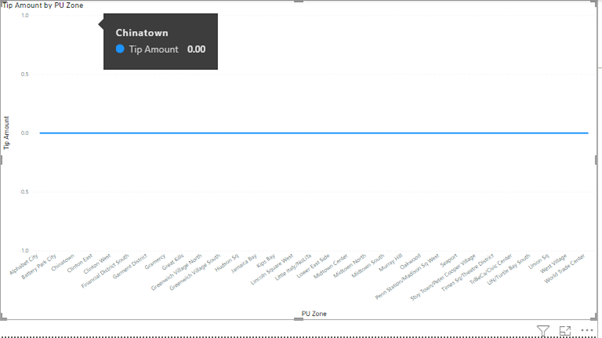 Tip Amount by PU Zone
1.0
Chinatown
Tip Amount 0.00
0.5
Tip Amount
0.0
0.5
1.0
Alphabet City
Battery Park City
Chinatown
Clinton East
Clinton West
Financial District South
Garment District
Gramercy
Great Kills
Greenwich Village North
Greenwich Village South
Hudson Sq
Jamaica Bay
Kips Bay
Lincoln Square West
Little Italy/NoLiTa
Lower East Side
Midtown Center
Midtown North
Midtown South
Murray Hill
Oakwood
Penn Station/Madison Sq West
Seaport
Stuy Town/Peter Cooper Village
Times Sq/Theatre District
TriBeCa/Civic Center
UN/Turtle Bay South
Union Sq
West Village
World Trade Center
PU Zone